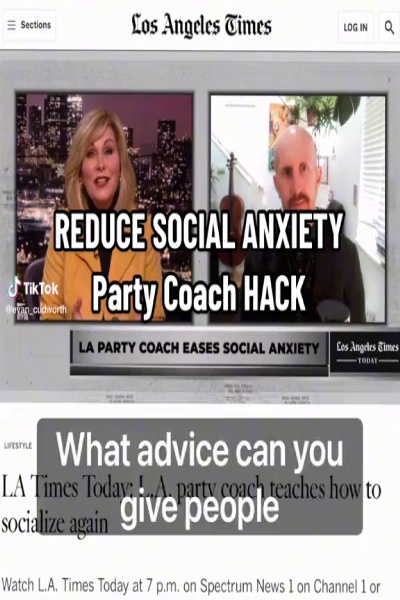 Sections
Los Angeles Times
LOG IN
REDUCE SOCIAL ANXIETY
Party Coach HACK
TikTok
@evan_cudworth
LA PARTY COACH EASES SOCIAL ANXIETY
Los Angeles Times
TODAY
LIFESTYLE
What advice can you
give people
LA Times Today: L.A. party coach teaches how to
socialize again
Watch L.A. Times Today at 7 p.m. on Spectrum News 1 on Channel 1 or